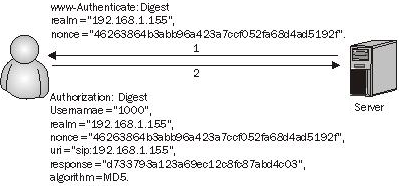 www-Authenticate: Digest
realm="192.168.1.155",
nonce="46263864b3abb96a423a7ccf052fa68d4ad5192f".
1
2
Authorization: Digest
Usernamae="1000",
realm="192.168.1.155",
nonce="46263864b3abb96a423a7ccf052fa68d4ad5192f",
uri="sip:192.168.1.155",
response="d733793a123a69ec12c8fc87abd4c03",
algorithm=MD5.
Server